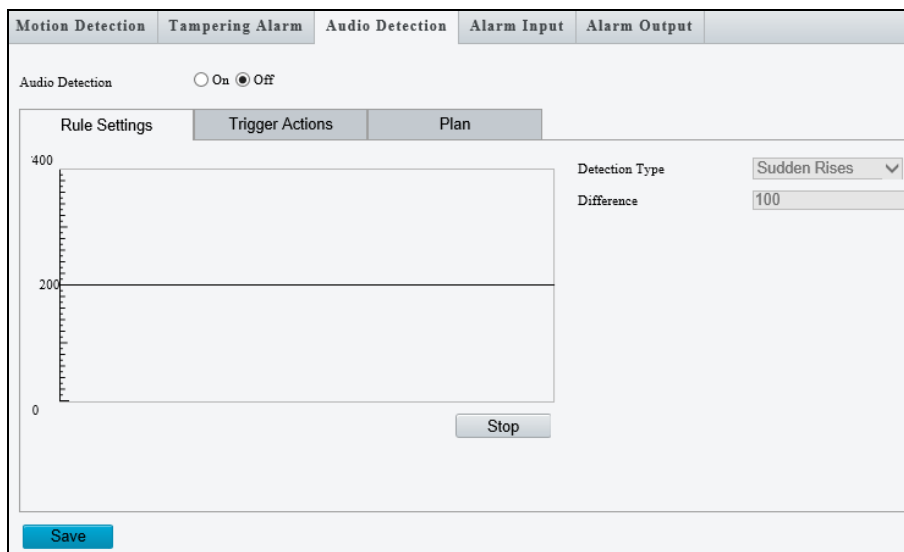 Motion Detection Tampering Alarm Audio Detection Alarm Input Alarm Output
Audio Detection On Off
Rule Settings Trigger Actions Plan
400
Detection Type Sudden Rises
Difference 100
200
0
Stop
Save